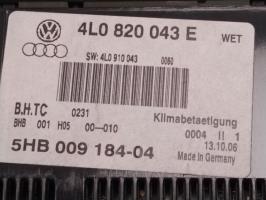 4L0 820 043 E WET
SW: 4L0 910 043 0060
B.H.TC 0231 Klimabetaetigung
BHB 001 H05 00-010 0004 II 1
13.10.06
5HB 009 184-04 Made in Germany